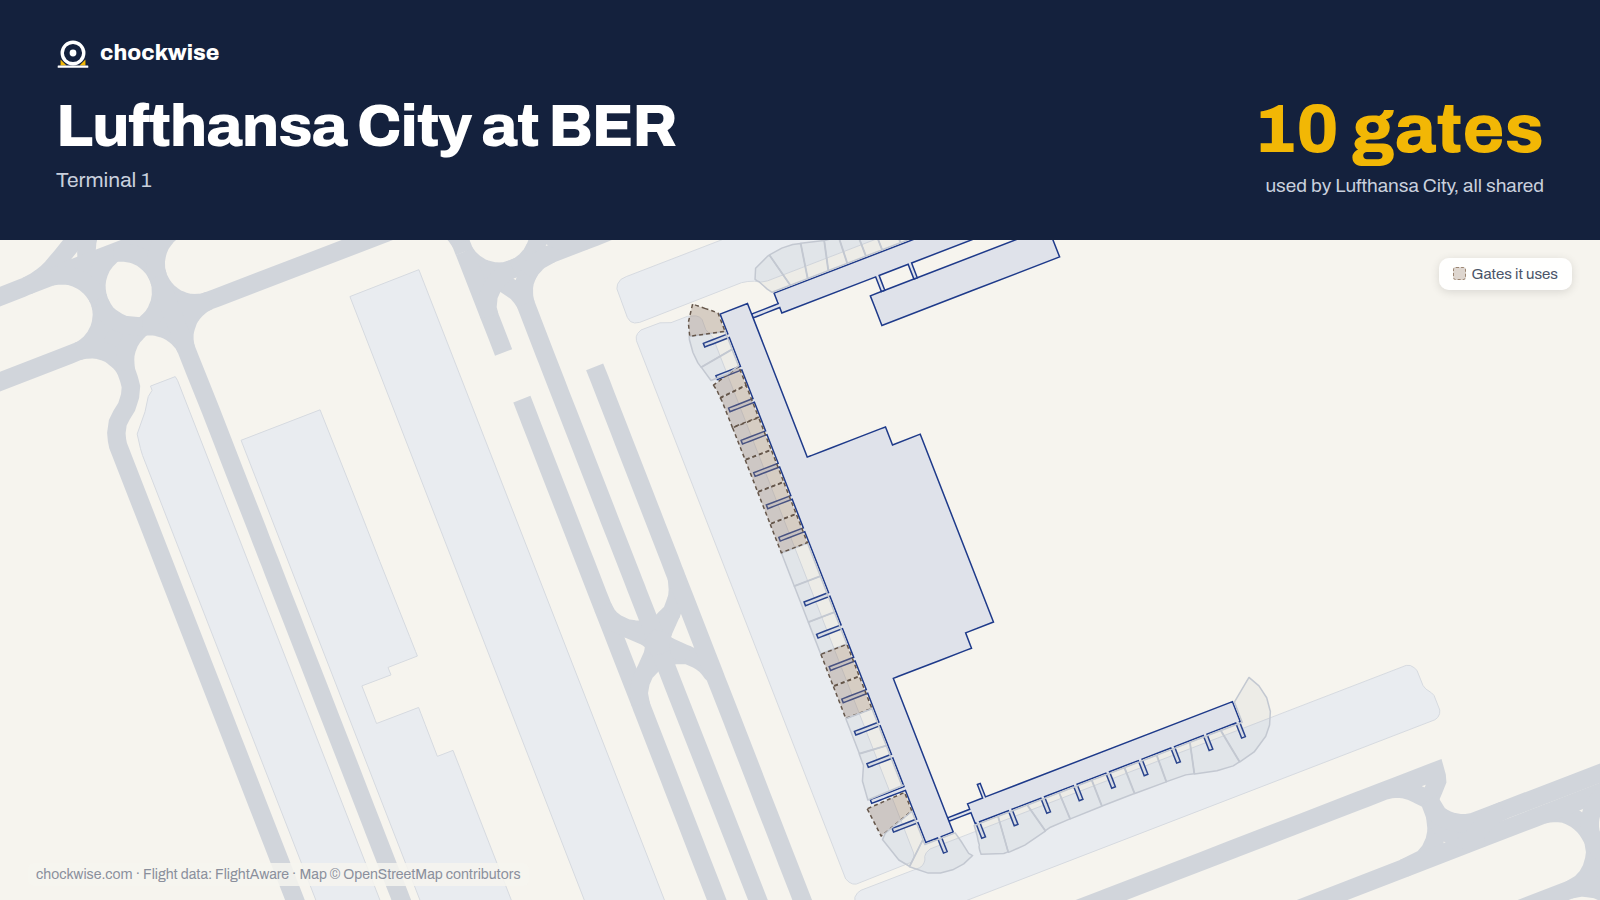 chockwise
Lufthansa City at BER
Terminal 1
10 gates
used by Lufthansa City, all shared
Gates it uses
chockwise.com · Flight data: FlightAware · Map © OpenStreetMap contributors